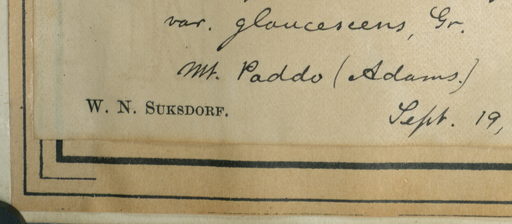 var. glaucescens, Gr.
Mt. Paddo (Adams.)
W. N. SUKSDORF.
Sept. 19,